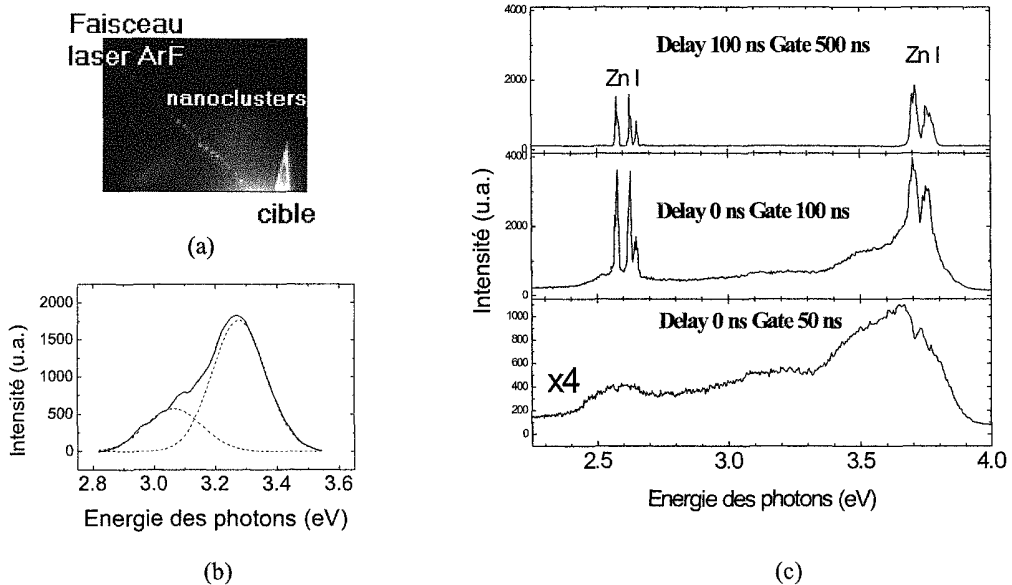 Faisceau
laser ArF
nanoclusters
cible
(a)
Intensité (u.a.)
2000
1500
1000
500
0
2.8 3.0 3.2 3.4 3.6
Energie des photons (eV)
(b)
Intensité (u.a.)
4000
Delay 100 ns Gate 500 ns
Zn I
Zn I
2000
0
4000
Delay 0 ns Gate 100 ns
2000
0
Delay 0 ns Gate 50 ns
x4
1000
800
600
400
200
0
2.5 3.0 3.5 4.0
Energie des photons (eV)
(c)